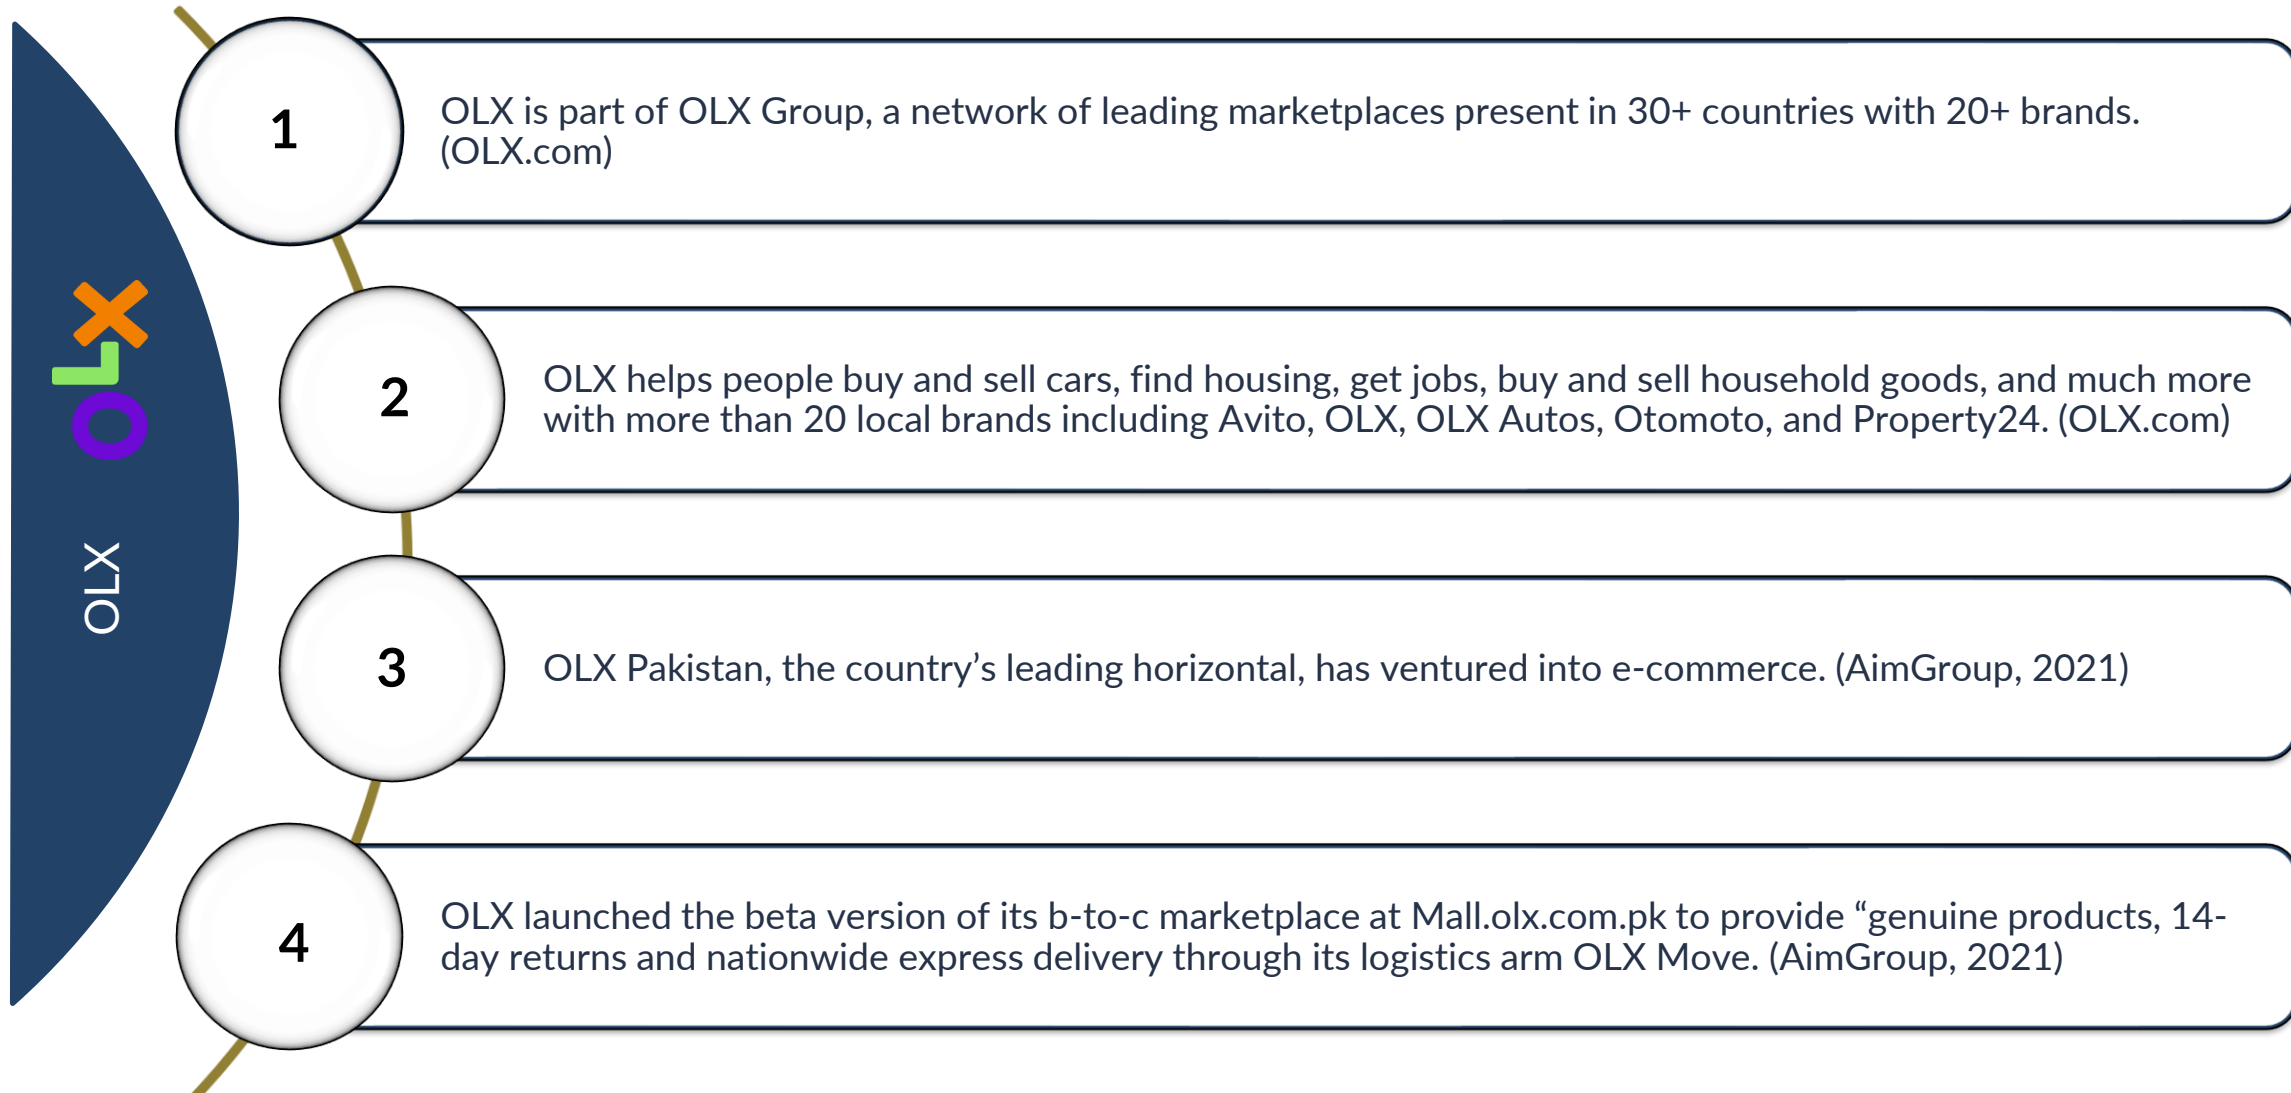 OLX
OLX
1
OLX is part of OLX Group, a network of leading marketplaces present in 30+ countries with 20+ brands.
(OLX.com)
2
OLX helps people buy and sell cars, find housing, get jobs, buy and sell household goods, and much more
with more than 20 local brands including Avito, OLX, OLX Autos, Otomoto, and Property24. (OLX.com)
3
OLX Pakistan, the country’s leading horizontal, has ventured into e-commerce. (AimGroup, 2021)
4
OLX launched the beta version of its b-to-c marketplace at Mall.olx.com.pk to provide “genuine products, 14-
day returns and nationwide express delivery through its logistics arm OLX Move. (AimGroup, 2021)